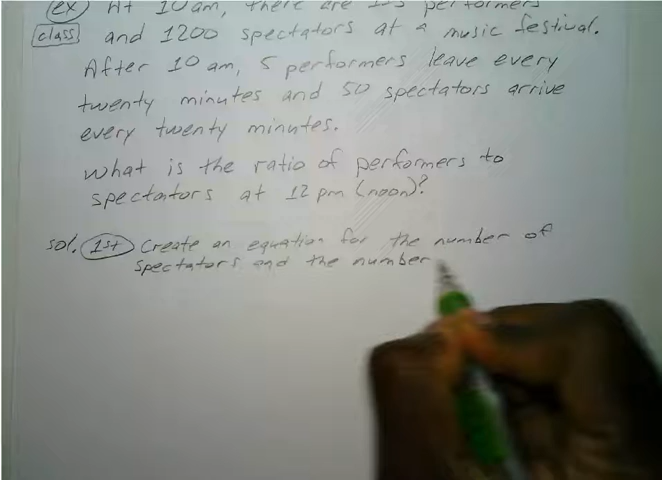 (ex) At 10 am, there are performers
class and 1200 spectators at a music festival.
After 10 am, 5 performers leave every
twenty minutes and 50 spectators arrive
every twenty minutes.
What is the ratio of performers to
spectators at 12 pm (noon)?
sol. 1st Create an equation for the number of
spectators and the number